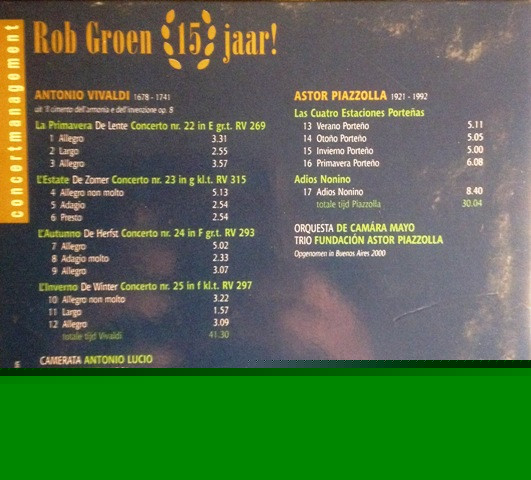 concertmanagement
Rob Groen 15 jaar!
ANTONIO VIVALDI 1678 - 1741
uit 'Il cimento dell'armonia e dell'invenzione op. 8
La Primavera De Lente Concerto nr. 22 in E gr.t. RV 269
1 Allegro 3.31
2 Largo 2.55
3 Allegro 3.57
L'Estate De Zomer Concerto nr. 23 in g kl.t. RV 315
4 Allegro non molto 5.13
5 Adagio 2.54
6 Presto 2.54
L'Autunno De Herfst Concerto nr. 24 in F gr.t. RV 293
7 Allegro 5.02
8 Adagio molto 2.33
9 Allegro 3.07
L'Inverno De Winter Concerto nr. 25 in f kl.t. RV 297
10 Allegro non molto 3.22
11 Largo 1.57
12 Allegro 3.09
totale tijd Vivaldi 41.30
CAMERATA ANTONIO LUCIO
ASTOR PIAZZOLLA 1921 - 1992
Las Cuatro Estaciones Porteñas
13 Verano Porteño 5.11
14 Otoño Porteño 5.05
15 Invierno Porteño 5.00
16 Primavera Porteño 6.08
Adios Nonino
17 Adios Nonino 8.40
totale tijd Piazzolla 30.04
ORQUESTA DE CAMÁRA MAYO
TRIO FUNDACIÓN ASTOR PIAZZOLLA
Opgenomen in Buenos Aires 2000